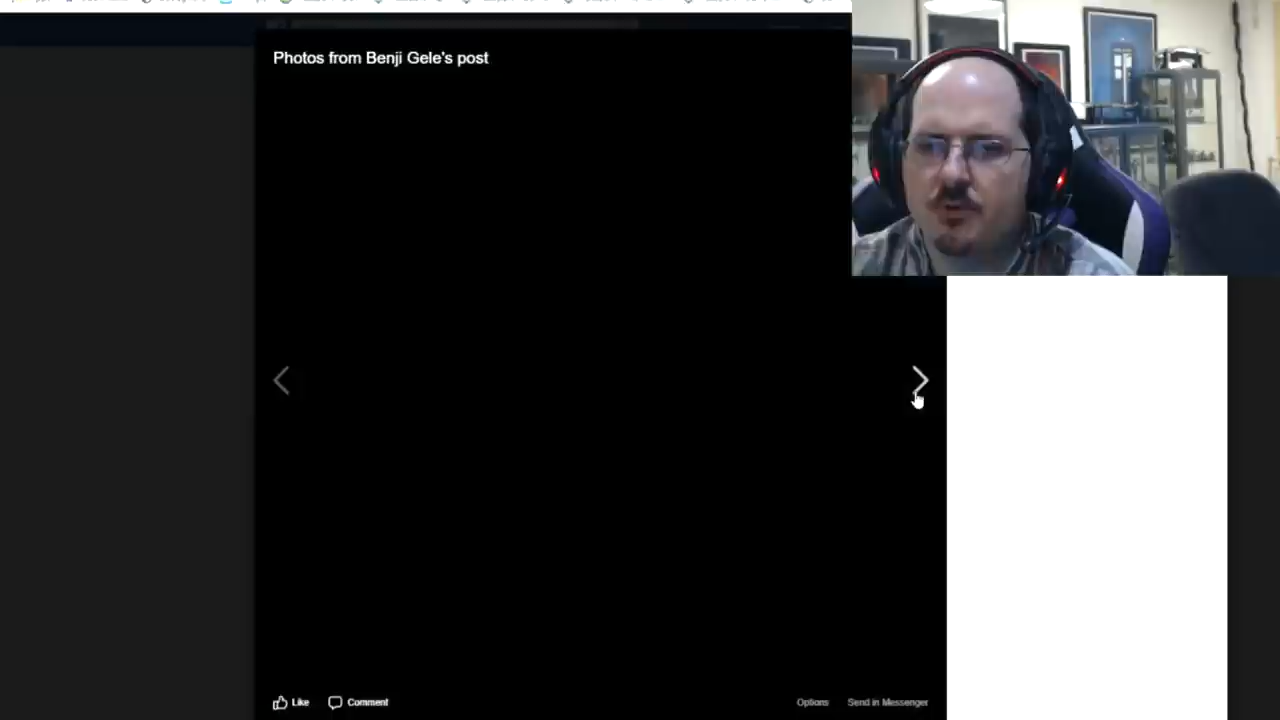 Photos from Benji Gele's post
Like
Comment
Options
Send in Messenger